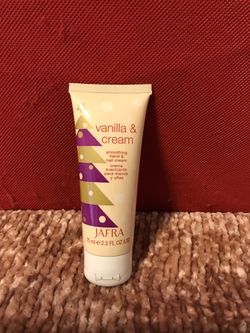 vanilla &
cream
smoothing
hand &
nail cream
crema
suavizante
para manos
y uñas
JAFRA
75 ml e 2.5 FL OZ (US)